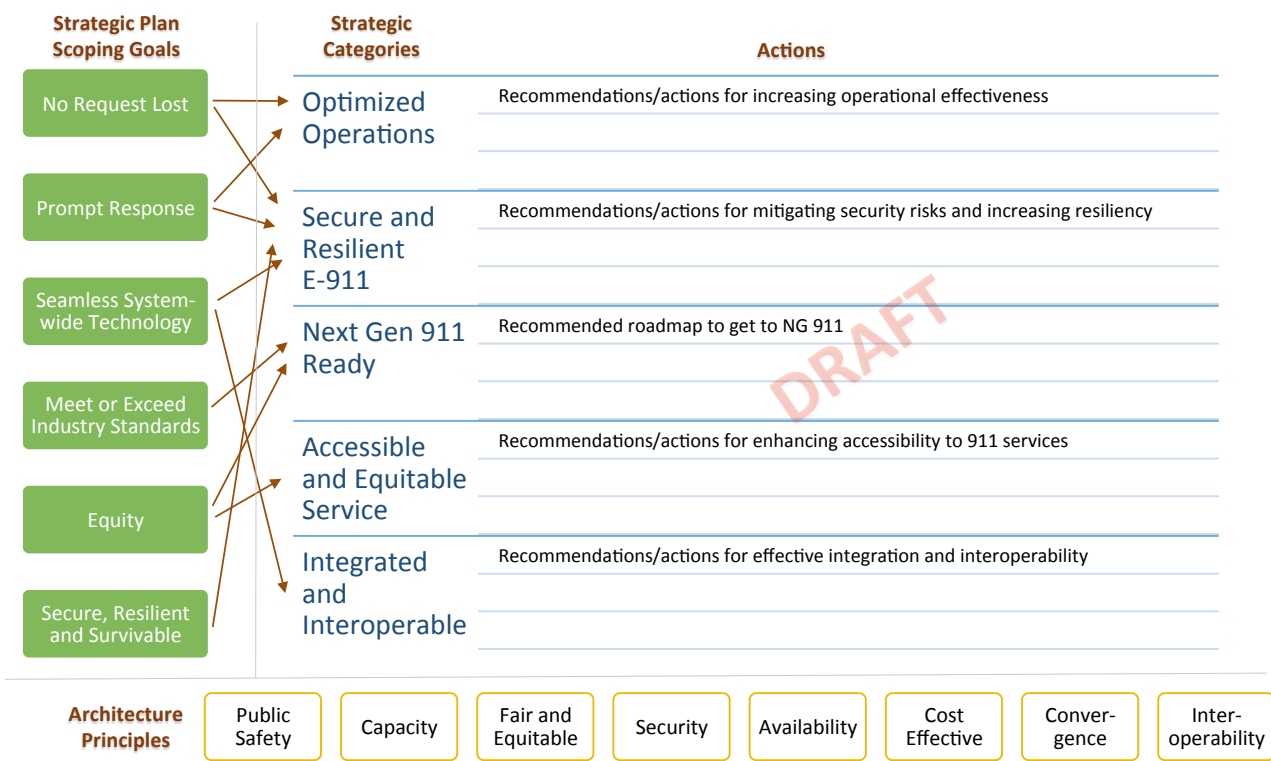 Strategic Plan
Scoping Goals
Strategic
Categories
Actions
No Request Lost
Prompt Response
Seamless System-
wide Technology
Meet or Exceed
Industry Standards
Equity
Secure, Resilient
and Survivable
Optimized
Operations
Recommendations/actions for increasing operational effectiveness
Secure and
Resilient
E-911
Recommendations/actions for mitigating security risks and increasing resiliency
Next Gen 911
Ready
Recommended roadmap to get to NG 911
Accessible
and Equitable
Service
Recommendations/actions for enhancing accessibility to 911 services
Integrated
and
Interoperable
Recommendations/actions for effective integration and interoperability
DRAFT
Architecture
Principles
Public
Safety
Capacity
Fair and
Equitable
Security
Availability
Cost
Effective
Conver-
gence
Inter-
operability